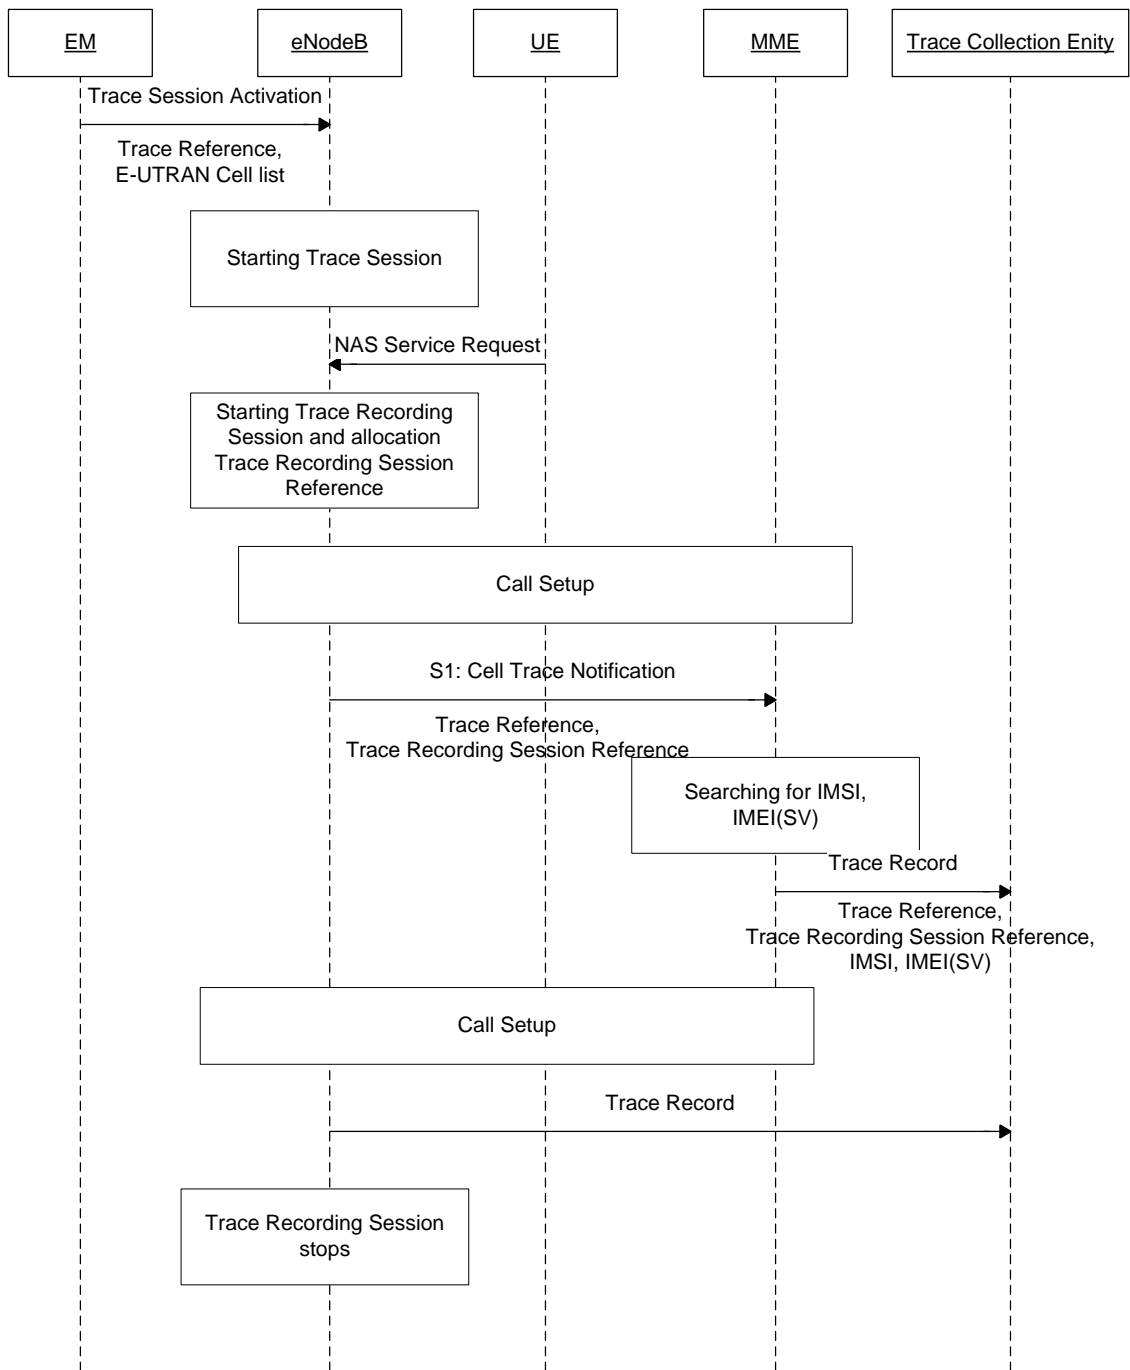 EM
eNodeB
UE
MME
Trace Collection Enity
Trace Session Activation
Trace Reference,
E-UTRAN Cell list
Starting Trace Session
NAS Service Request
Starting Trace Recording
Session and allocation
Trace Recording Session
Reference
Call Setup
S1: Cell Trace Notification
Trace Reference,
Trace Recording Session Reference
Searching for IMSI,
IMEI(SV)
Trace Record
Trace Reference,
Trace Recording Session Reference,
IMSI, IMEI(SV)
Call Setup
Trace Record
Trace Recording Session
stops